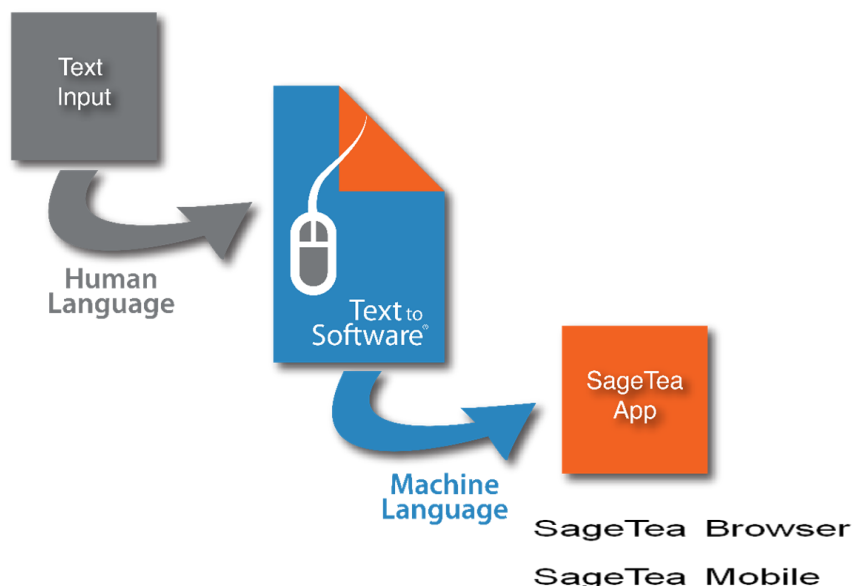 Text
Input
Human
Language
Text to
Software®
SageTea
App
Machine
Language
SageTea Browser
SageTea Mobile